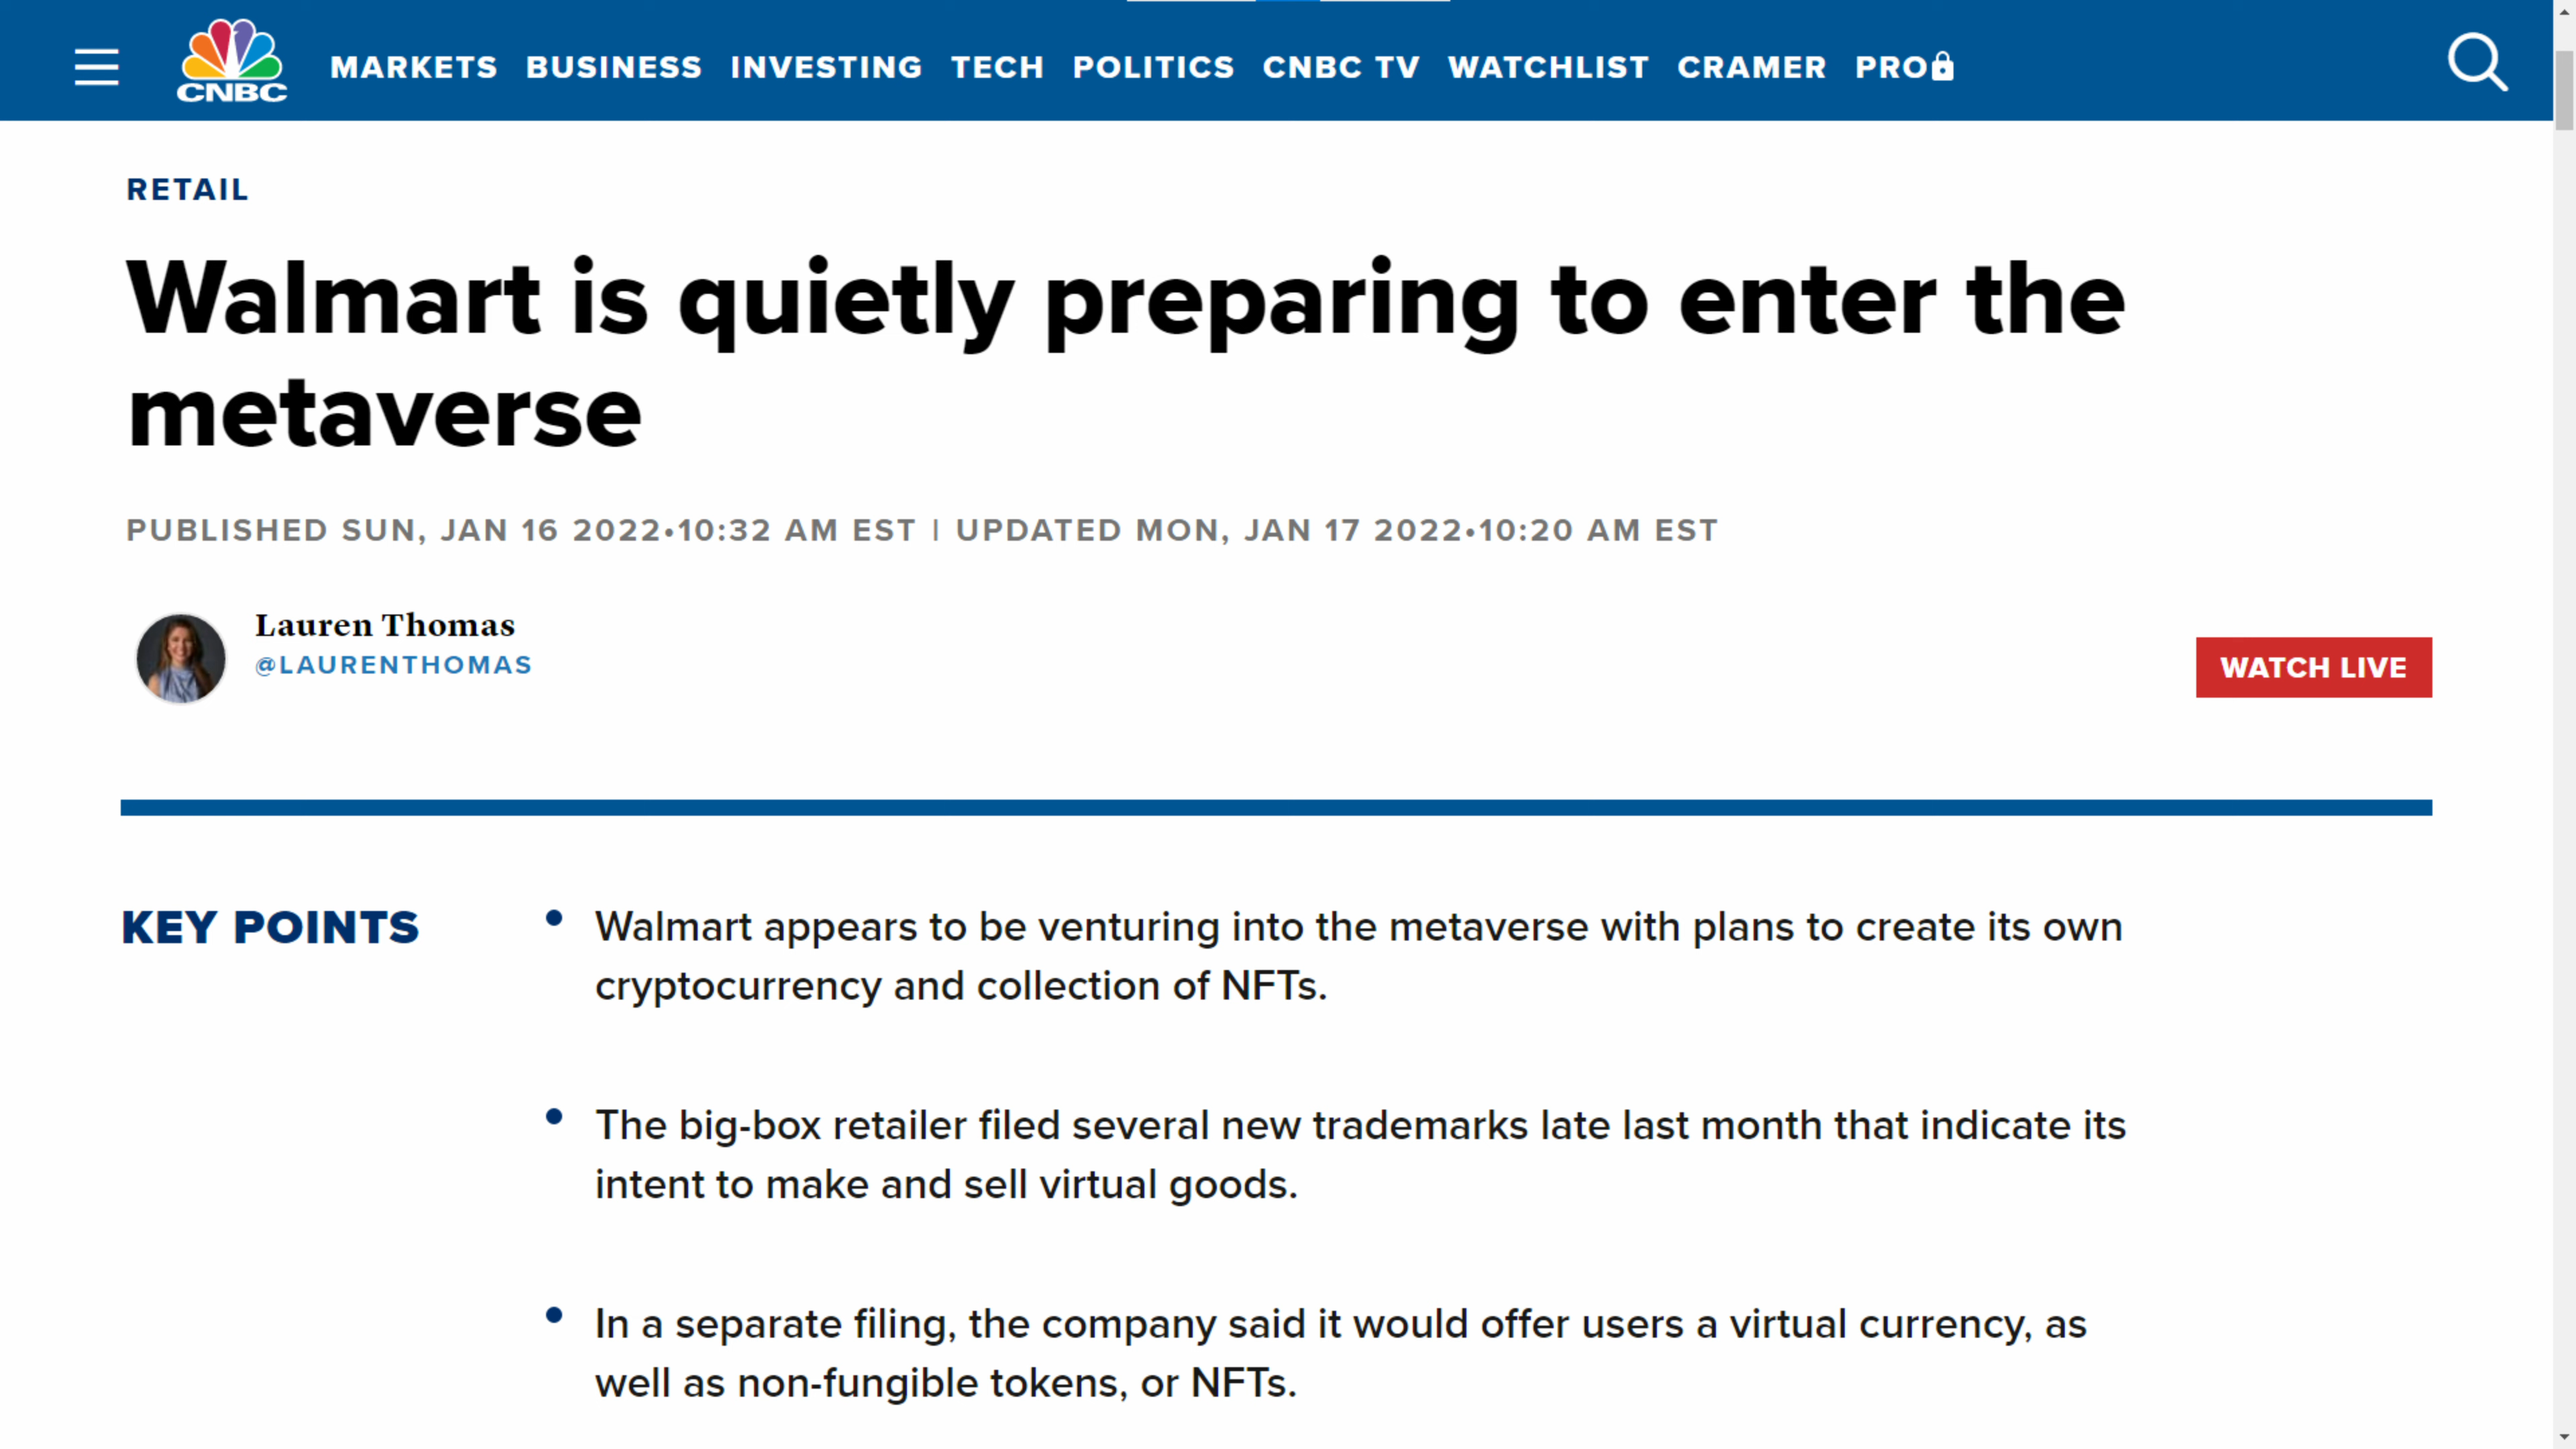 CNBC
MARKETS BUSINESS INVESTING TECH POLITICS CNBC TV WATCHLIST CRAMER PRO
RETAIL
Walmart is quietly preparing to enter the
metaverse
PUBLISHED SUN, JAN 16 2022•10:32 AM EST | UPDATED MON, JAN 17 2022•10:20 AM EST
Lauren Thomas
@LAURENTHOMAS
WATCH LIVE
KEY POINTS
• Walmart appears to be venturing into the metaverse with plans to create its own
cryptocurrency and collection of NFTs.
• The big-box retailer filed several new trademarks late last month that indicate its
intent to make and sell virtual goods.
• In a separate filing, the company said it would offer users a virtual currency, as
well as non-fungible tokens, or NFTs.